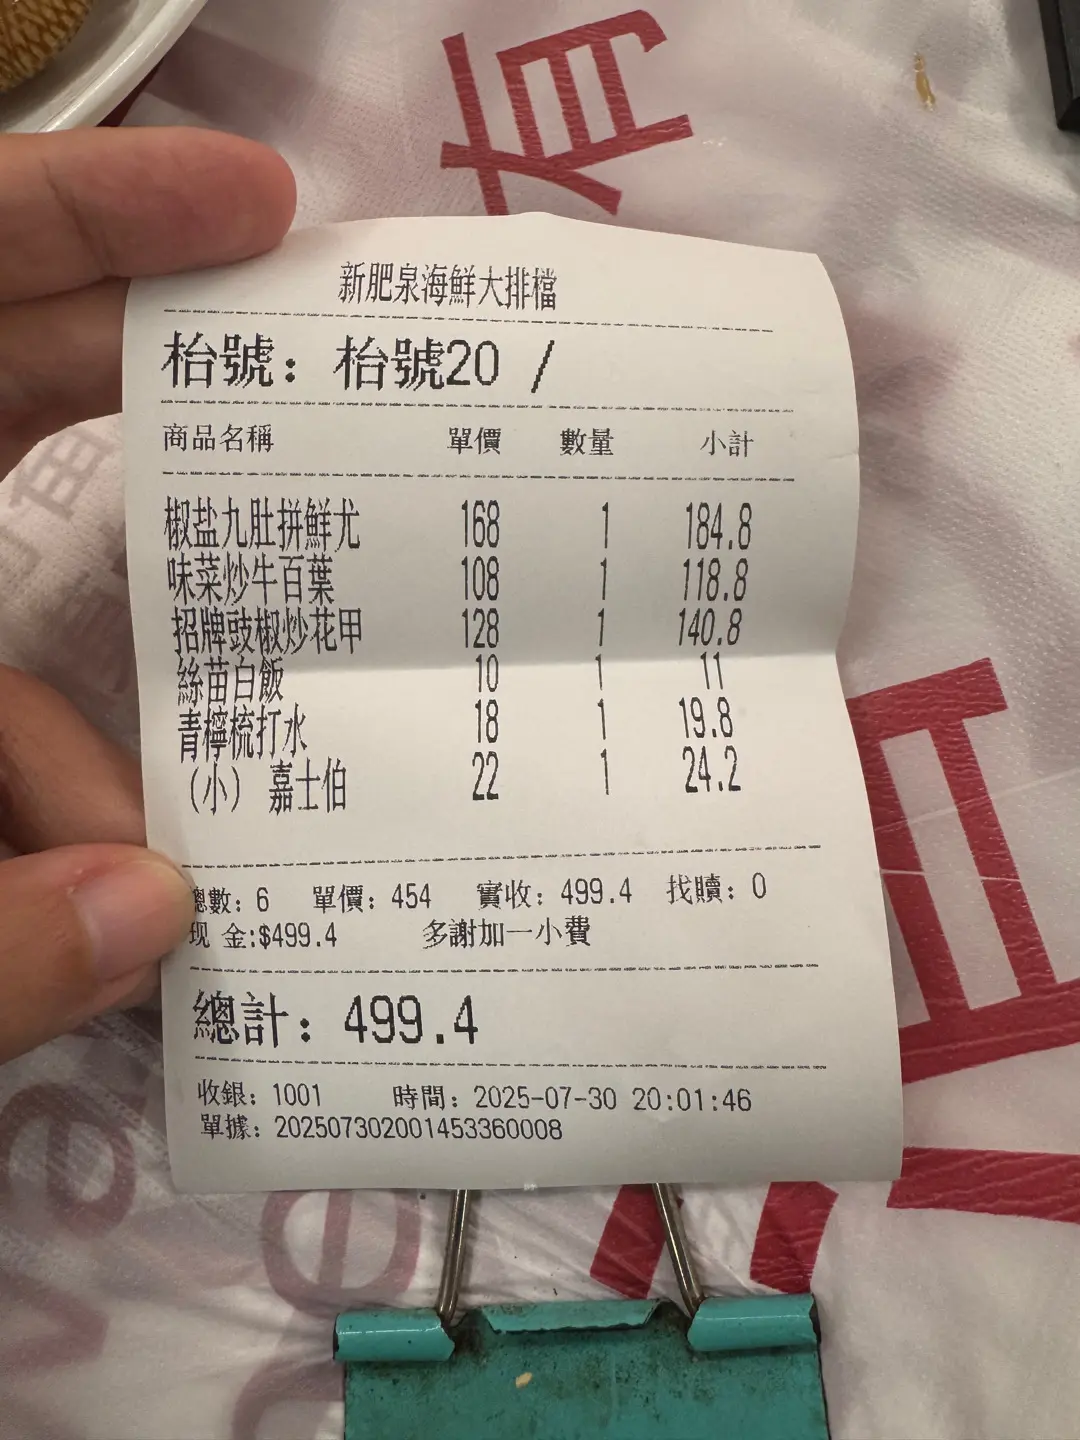 有
新肥泉海鮮大排檔
枱號：枱號20 /
商品名稱 單價 數量 小計
椒盐九肚拼鮮尤 168 1 184.8
味菜炒牛百葉 108 1 118.8
招牌豉椒炒花甲 128 1 140.8
絲苗白飯 10 1 11
青檸梳打水 18 1 19.8
（小） 嘉士伯 22 1 24.2
總數：6 單價：454 實收：499.4 找贖：0
现 金:$499.4 多謝加一小費
總計：499.4
收銀：1001 時間：2025-07-30 20:01:46
單據：202507302001453360008